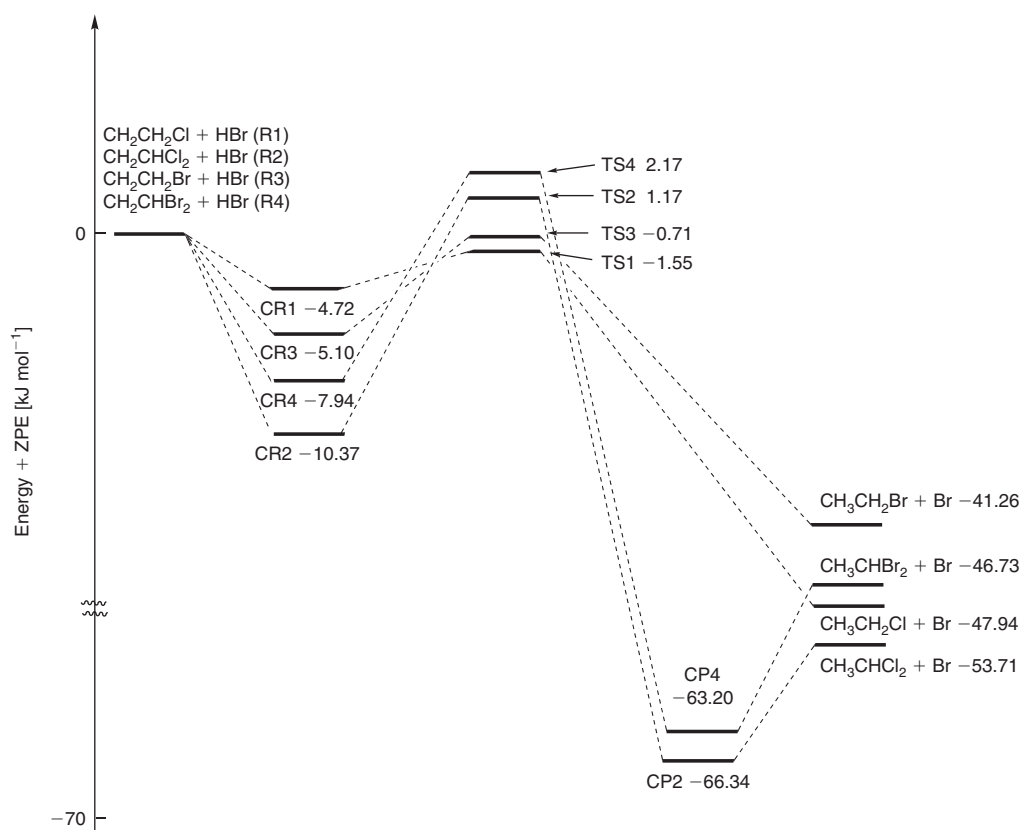 CH₂CH₂Cl + HBr (R1)
CH₂CHCl₂ + HBr (R2)
CH₂CH₂Br + HBr (R3)
CH₂CHBr₂ + HBr (R4)
TS4 2.17
TS2 1.17
0
TS3 −0.71
TS1 −1.55
CR1 −4.72
CR3 −5.10
CR4 −7.94
CR2 −10.37
Energy + ZPE [kJ mol⁻¹]
CH₃CH₂Br + Br −41.26
CH₃CHBr₂ + Br −46.73
CH₃CH₂Cl + Br −47.94
CH₃CHCl₂ + Br −53.71
CP4
−63.20
CP2 −66.34
−70